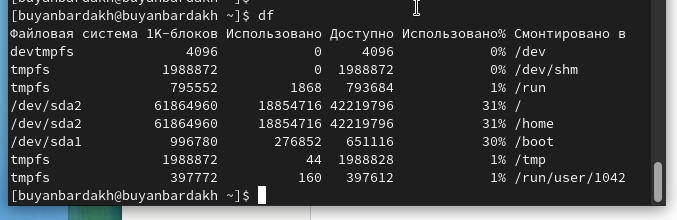 [buyanbardakh@buyanbardakh ~]$ df
Файловая система 1K-блоков Использовано Доступно Использовано% Смонтировано в
devtmpfs 4096 0 4096 0% /dev
tmpfs 1988872 0 1988872 0% /dev/shm
tmpfs 795552 1868 793684 1% /run
/dev/sda2 61864960 18854716 42219796 31% /
/dev/sda2 61864960 18854716 42219796 31% /home
/dev/sda1 996780 276852 651116 30% /boot
tmpfs 1988872 44 1988828 1% /tmp
tmpfs 397772 160 397612 1% /run/user/1042
[buyanbardakh@buyanbardakh ~]$